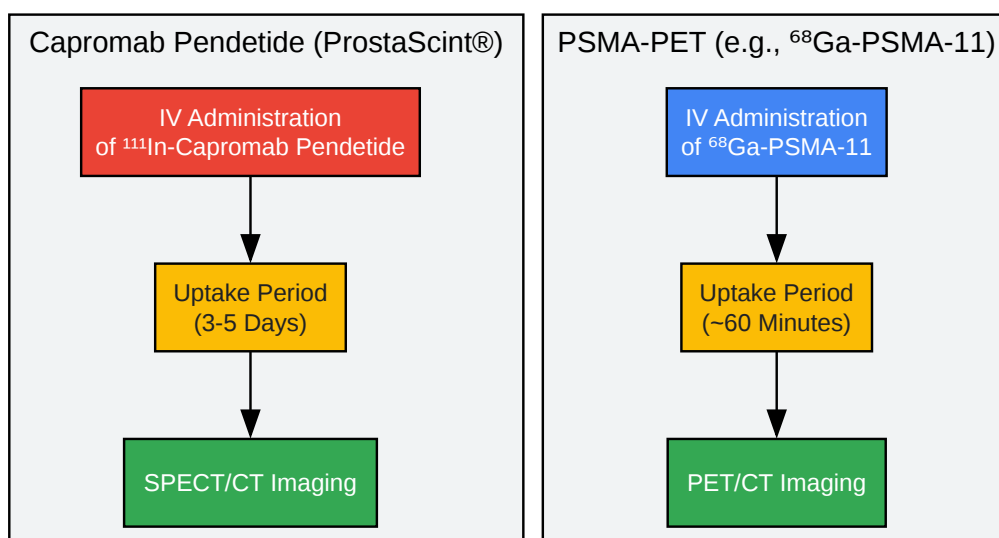 Capromab Pendetide (ProstaScint®)
IV Administration
of ¹¹¹In-Capromab Pendetide
Uptake Period
(3-5 Days)
SPECT/CT Imaging
PSMA-PET (e.g., ⁶⁸Ga-PSMA-11)
IV Administration
of ⁶⁸Ga-PSMA-11
Uptake Period
(~60 Minutes)
PET/CT Imaging